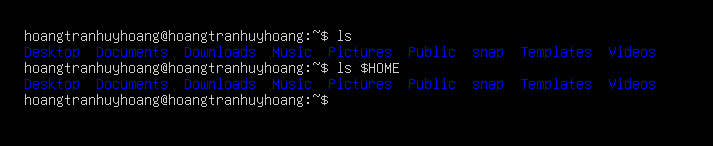 hoangtranhuyhoang@hoangtranhuyhoang:~$ ls
Desktop Documents Downloads Music Pictures Public snap Templates Videos
hoangtranhuyhoang@hoangtranhuyhoang:~$ ls $HOME
Desktop Documents Downloads Music Pictures Public snap Templates Videos
hoangtranhuyhoang@hoangtranhuyhoang:~$